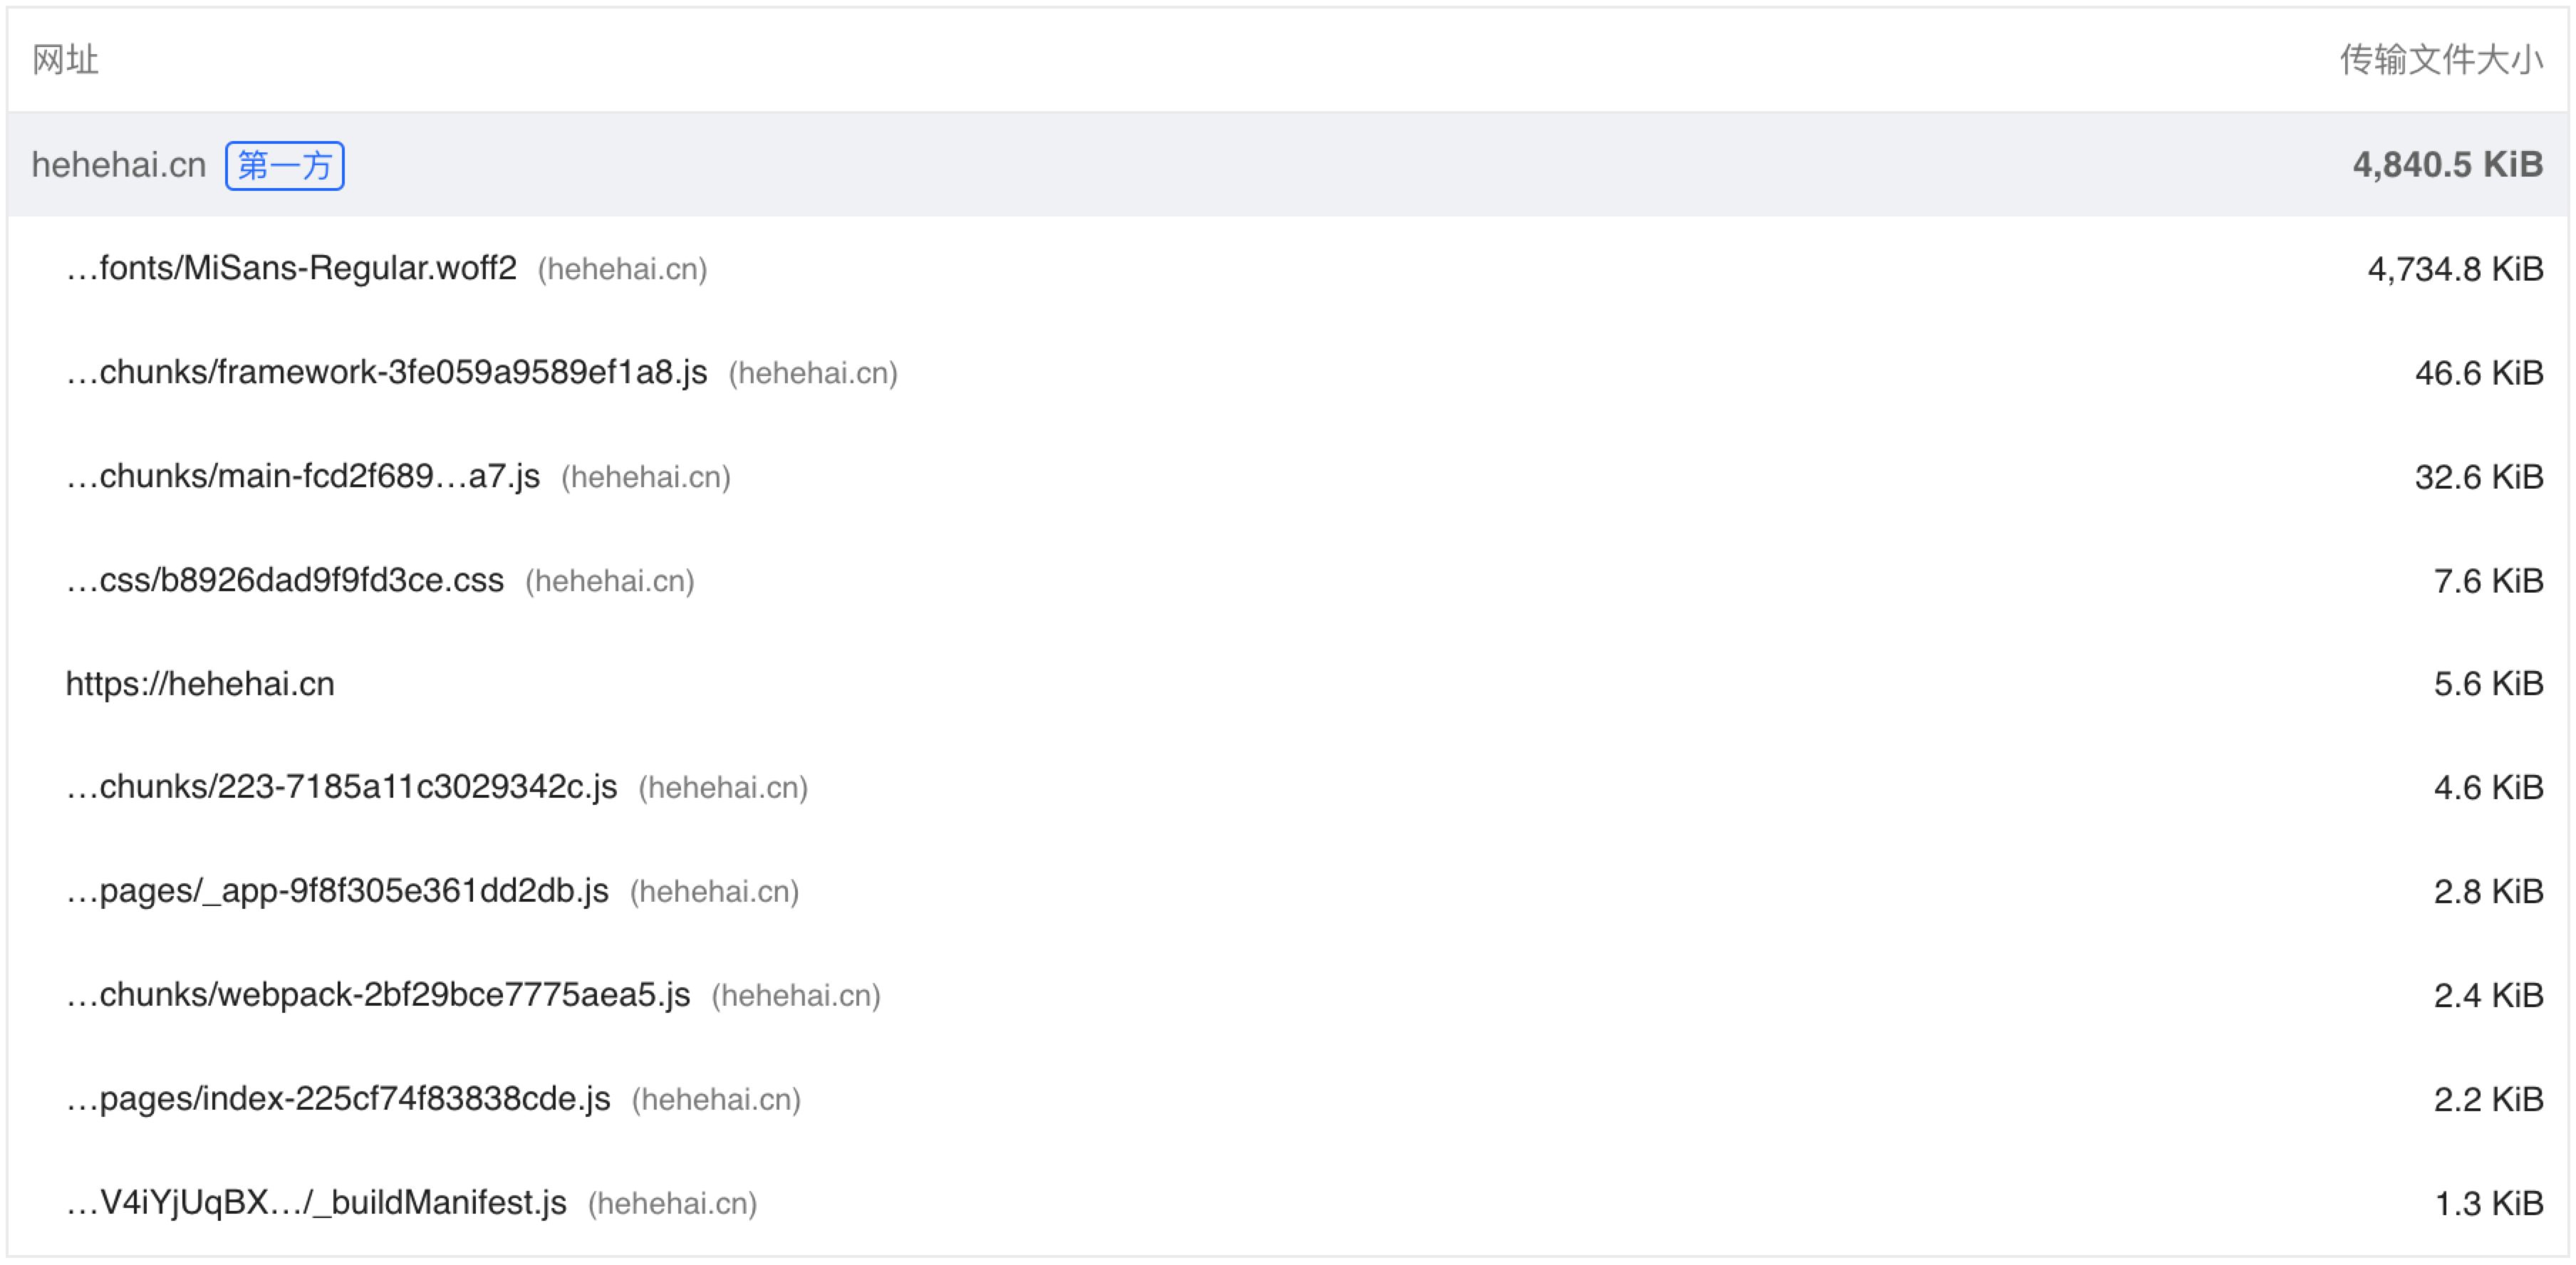 网址 传输文件大小
hehehai.cn 第一方 4,840.5 KiB
…fonts/MiSans-Regular.woff2 (hehehai.cn) 4,734.8 KiB
…chunks/framework-3fe059a9589ef1a8.js (hehehai.cn) 46.6 KiB
…chunks/main-fcd2f689…a7.js (hehehai.cn) 32.6 KiB
…css/b8926dad9f9fd3ce.css (hehehai.cn) 7.6 KiB
https://hehehai.cn 5.6 KiB
…chunks/223-7185a11c3029342c.js (hehehai.cn) 4.6 KiB
…pages/_app-9f8f305e361dd2db.js (hehehai.cn) 2.8 KiB
…chunks/webpack-2bf29bce7775aea5.js (hehehai.cn) 2.4 KiB
…pages/index-225cf74f83838cde.js (hehehai.cn) 2.2 KiB
…V4iYjUqBX…/_buildManifest.js (hehehai.cn) 1.3 KiB